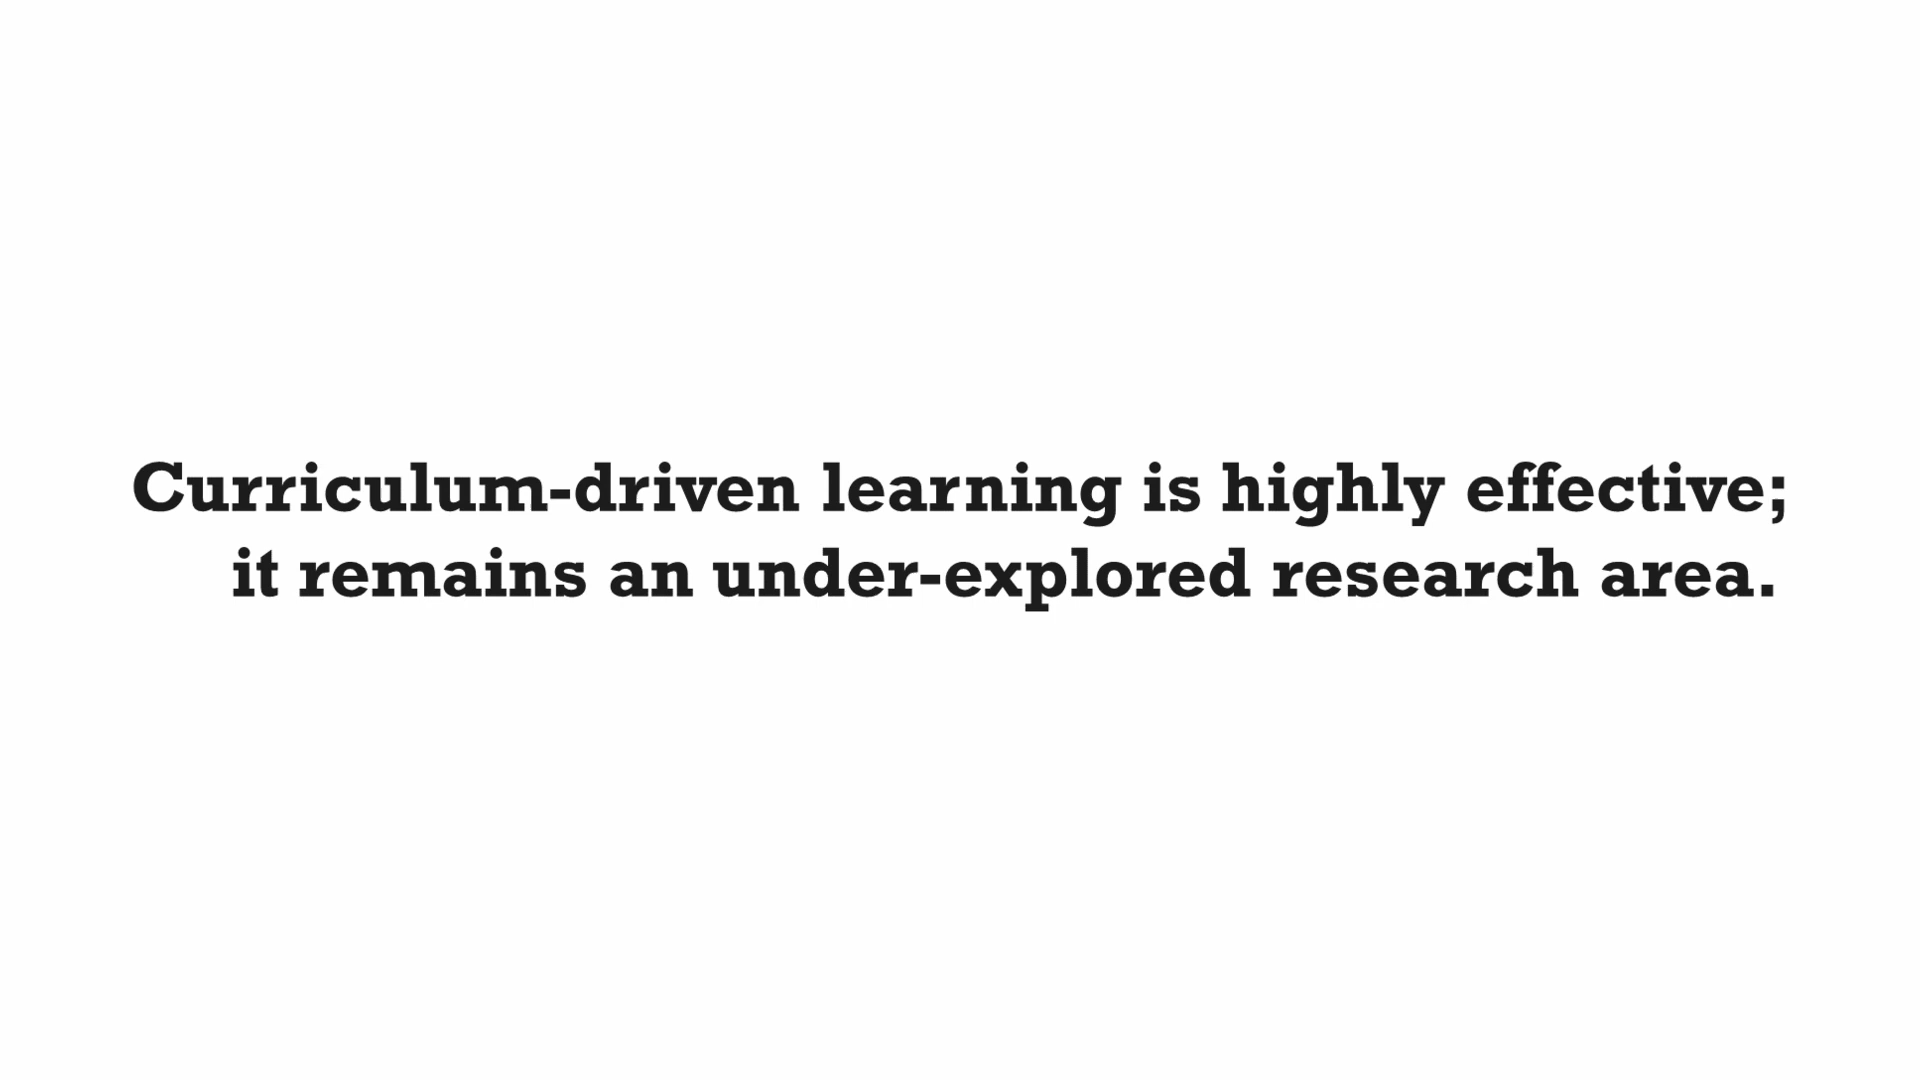 Curriculum-driven learning is highly effective;
it remains an under-explored research area.